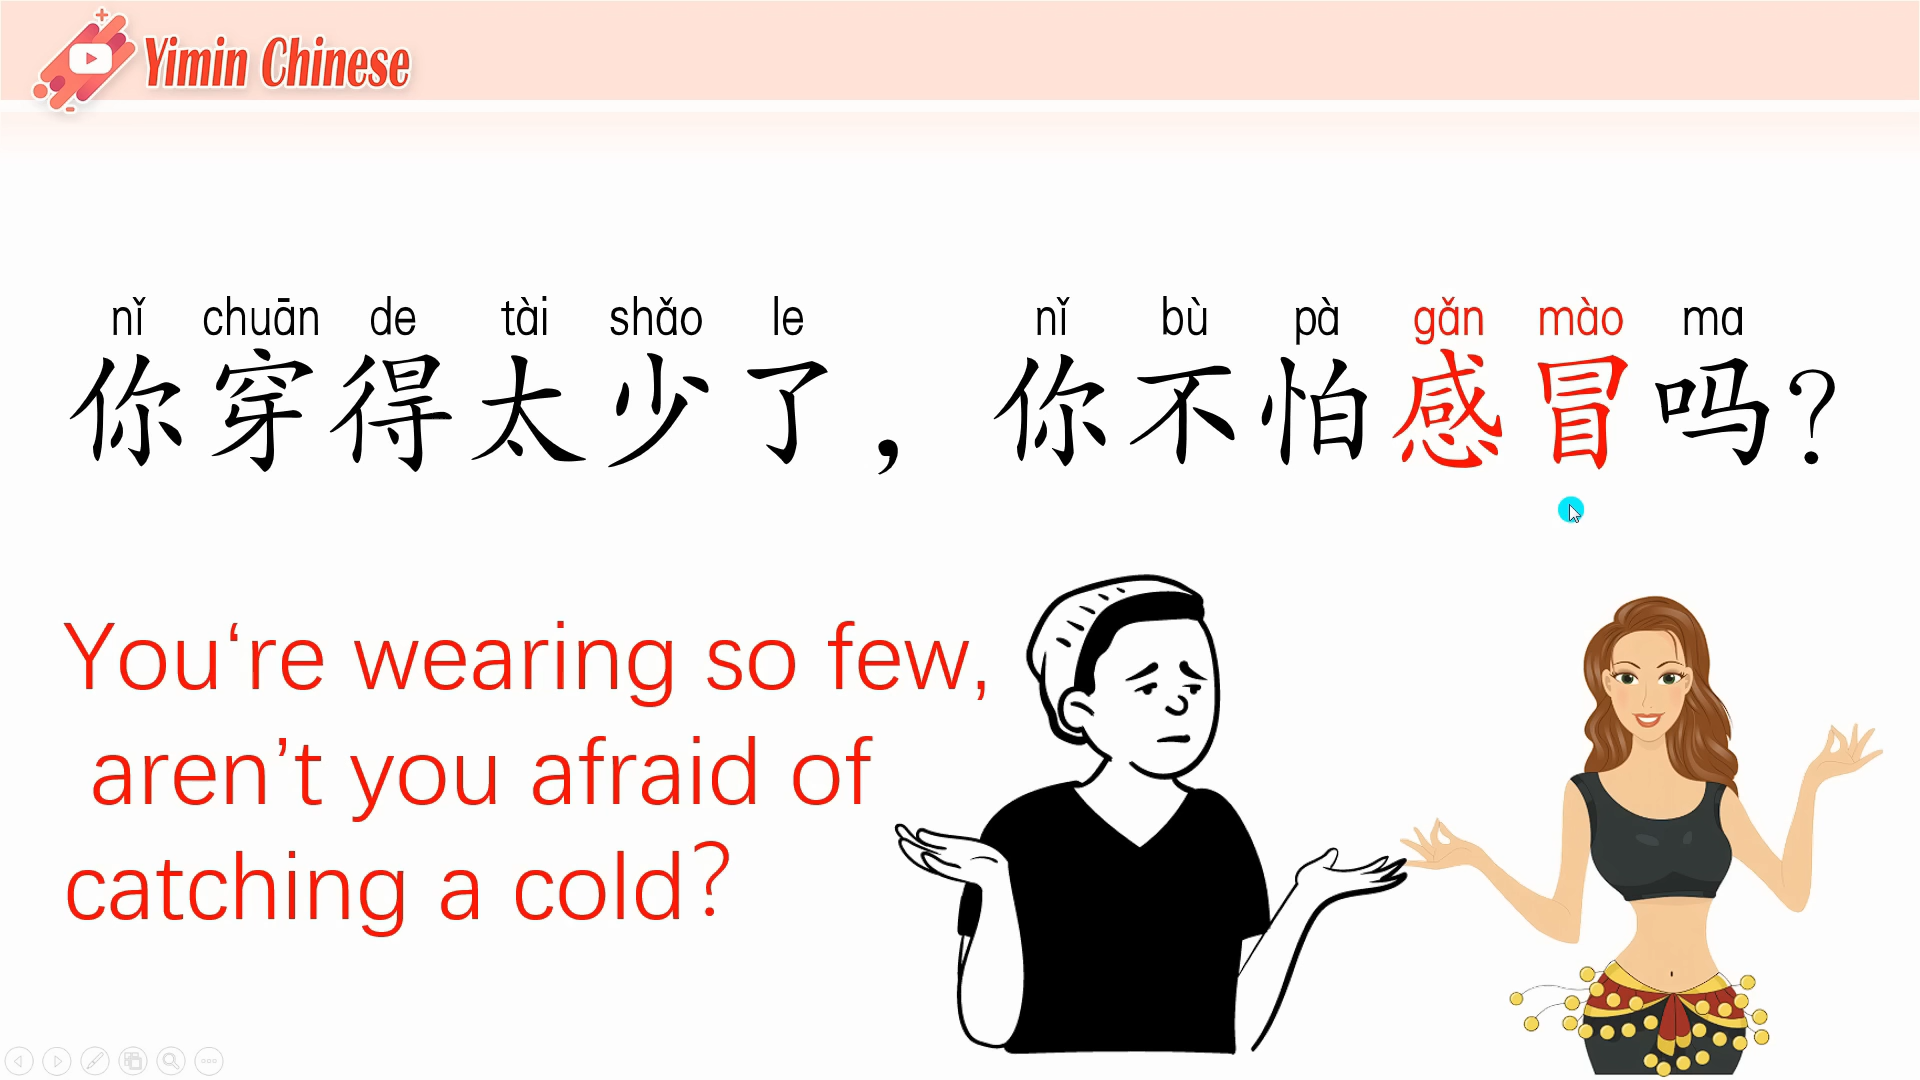 Yimin Chinese
nǐ chuān de tài shǎo le nǐ bù pà gǎn mào ma
你穿得太少了，你不怕感冒吗？
You‘re wearing so few,
aren’t you afraid of
catching a cold？